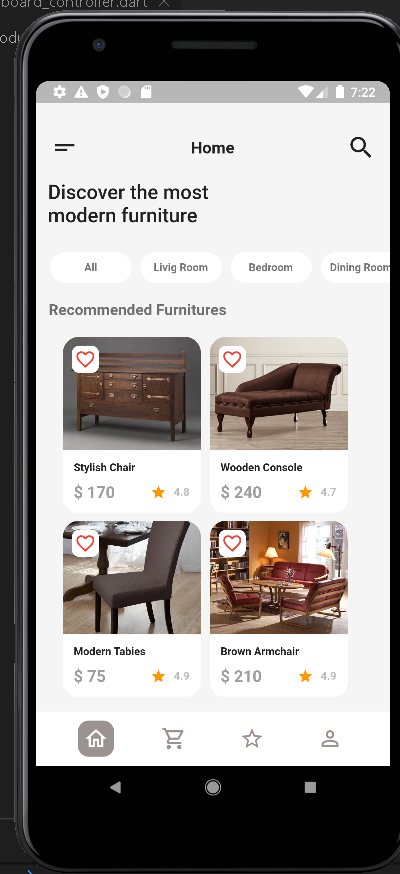 board_controller.dart
7:22
Home
Discover the most
modern furniture
All Livig Room Bedroom Dining Room
Recommended Furnitures
Stylish Chair Wooden Console
$ 170 4.8 $ 240 4.7
Modern Tabies Brown Armchair
$ 75 4.9 $ 210 4.9